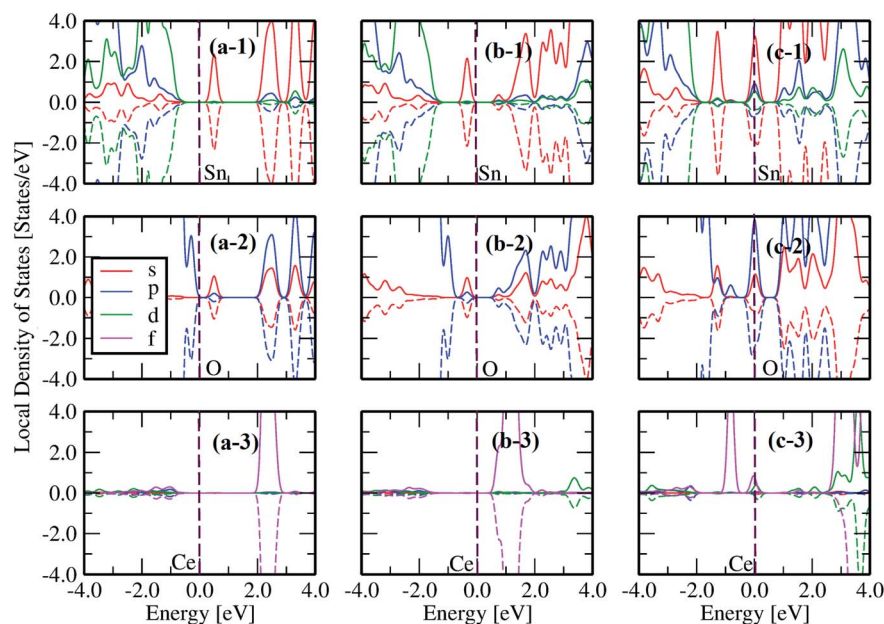 4.0
2.0
0.0
-2.0
-4.0
(a-1)
(b-1)
(c-1)
Sn
Sn
Sn
4.0
2.0
0.0
-2.0
-4.0
(a-2)
(b-2)
(c-2)
s
p
d
f
O
O
O
4.0
2.0
0.0
-2.0
-4.0
(a-3)
(b-3)
(c-3)
Ce
Ce
Ce
-4.0 -2.0 0.0 2.0 4.0
-4.0 -2.0 0.0 2.0 4.0
-4.0 -2.0 0.0 2.0 4.0
Energy [eV]
Energy [eV]
Energy [eV]
Local Density of States [States/eV]